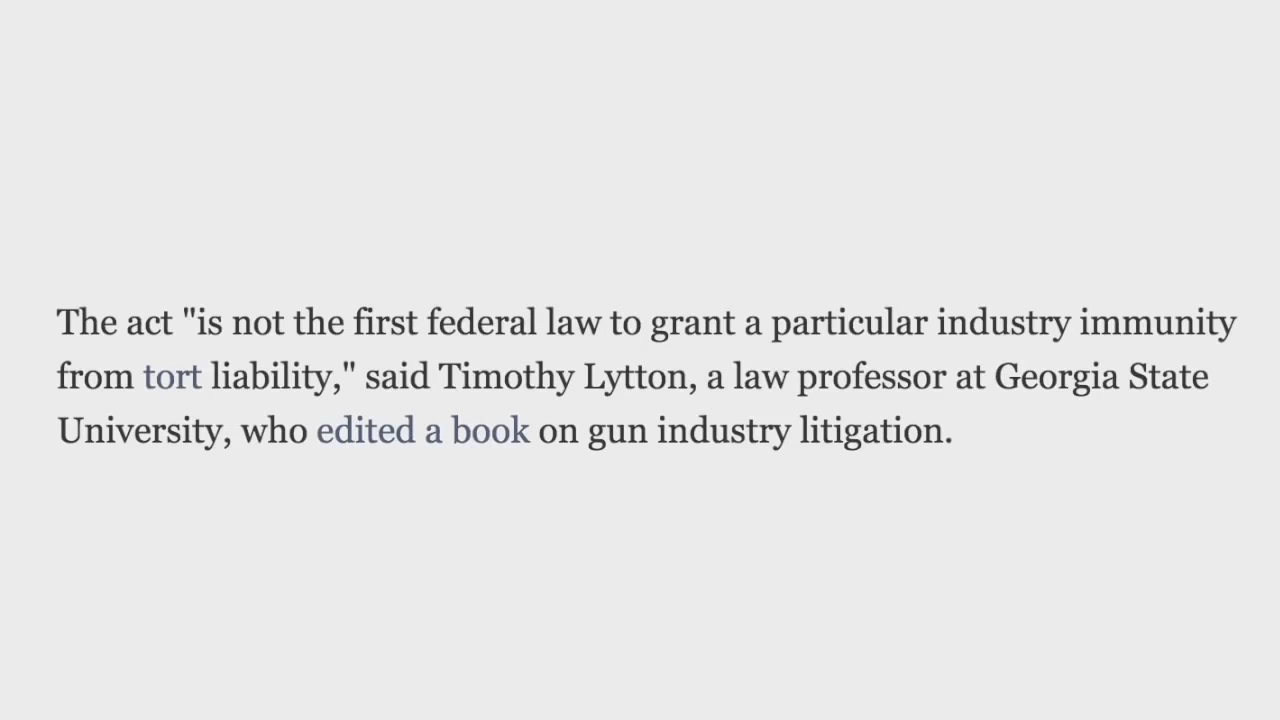 The act "is not the first federal law to grant a particular industry immunity
from tort liability," said Timothy Lytton, a law professor at Georgia State
University, who edited a book on gun industry litigation.